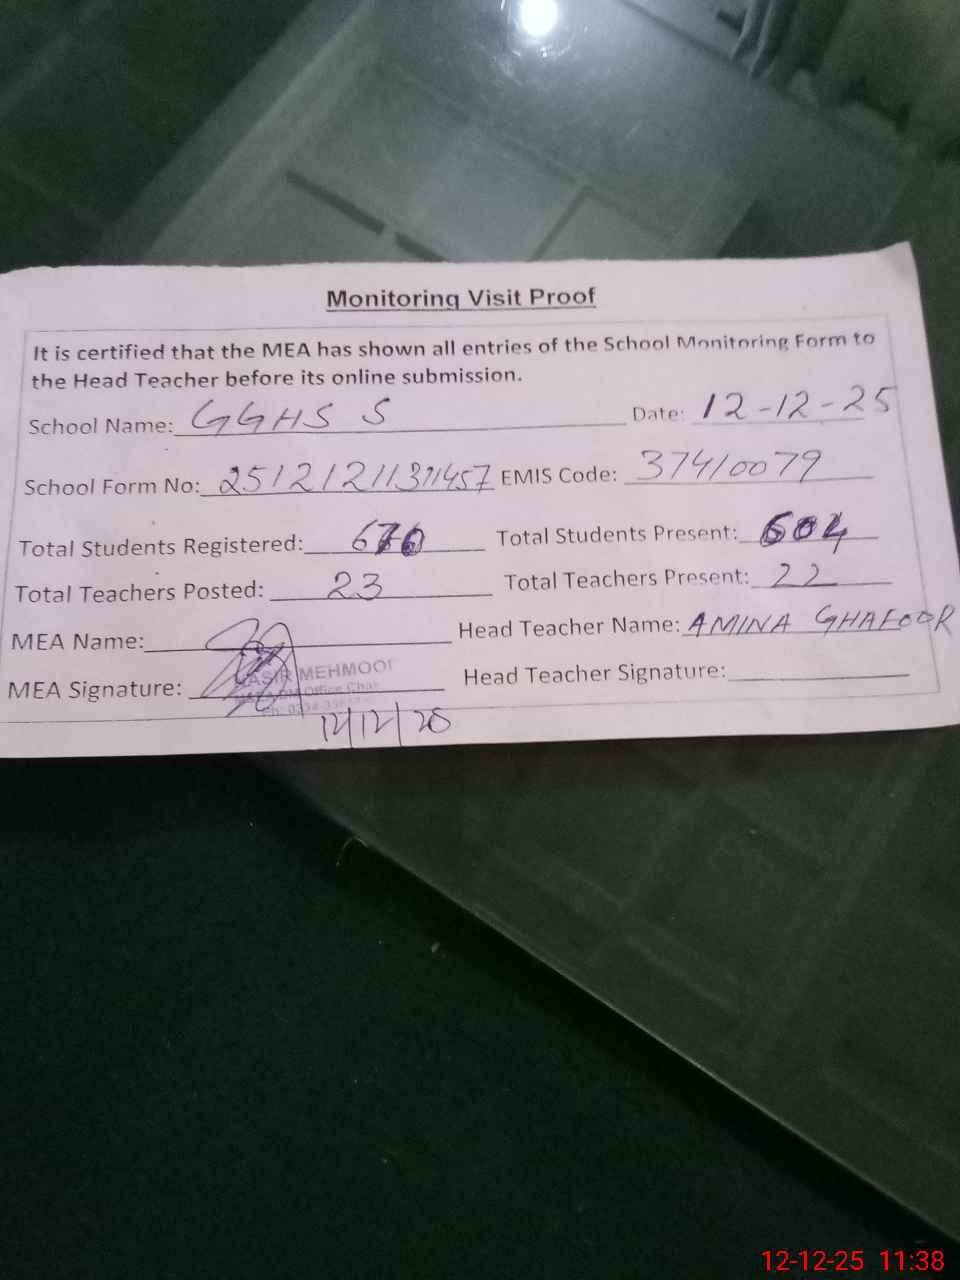 Monitoring Visit Proof
It is certified that the MEA has shown all entries of the School Monitoring Form to
the Head Teacher before its online submission.
School Name: GGHS S Date: 12-12-25
School Form No: EMIS Code: 37410079
Total Students Registered: Total Students Present: 604
Total Teachers Posted: 23 Total Teachers Present: 22
MEA Name: Head Teacher Name: AMINA GHAFOOR
MEA Signature: MEHMOO Head Teacher Signature:
12/12/25
12-12-25 11:38